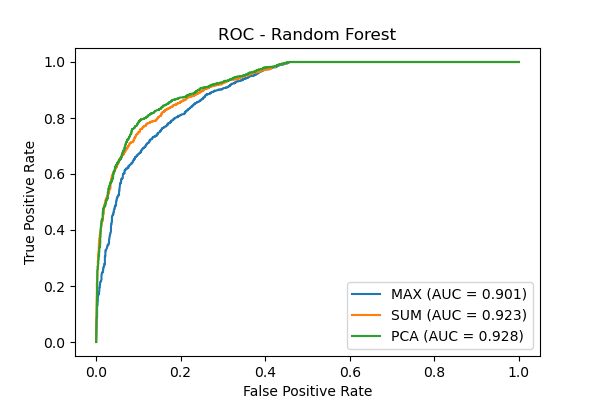 ROC - Random Forest
True Positive Rate
1.0
0.8
0.6
0.4
0.2
0.0
MAX (AUC = 0.901)
SUM (AUC = 0.923)
PCA (AUC = 0.928)
0.0 0.2 0.4 0.6 0.8 1.0
False Positive Rate